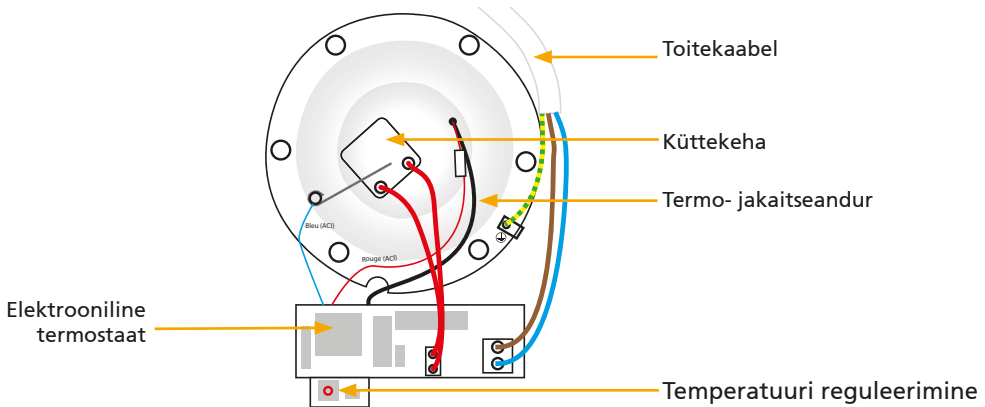 Toitekaabel
Küttekeha
Termo- jakaitseandur
Bleu (ACI)
Rouge (ACI)
Elektrooniline
termostaat
Temperatuuri reguleerimine